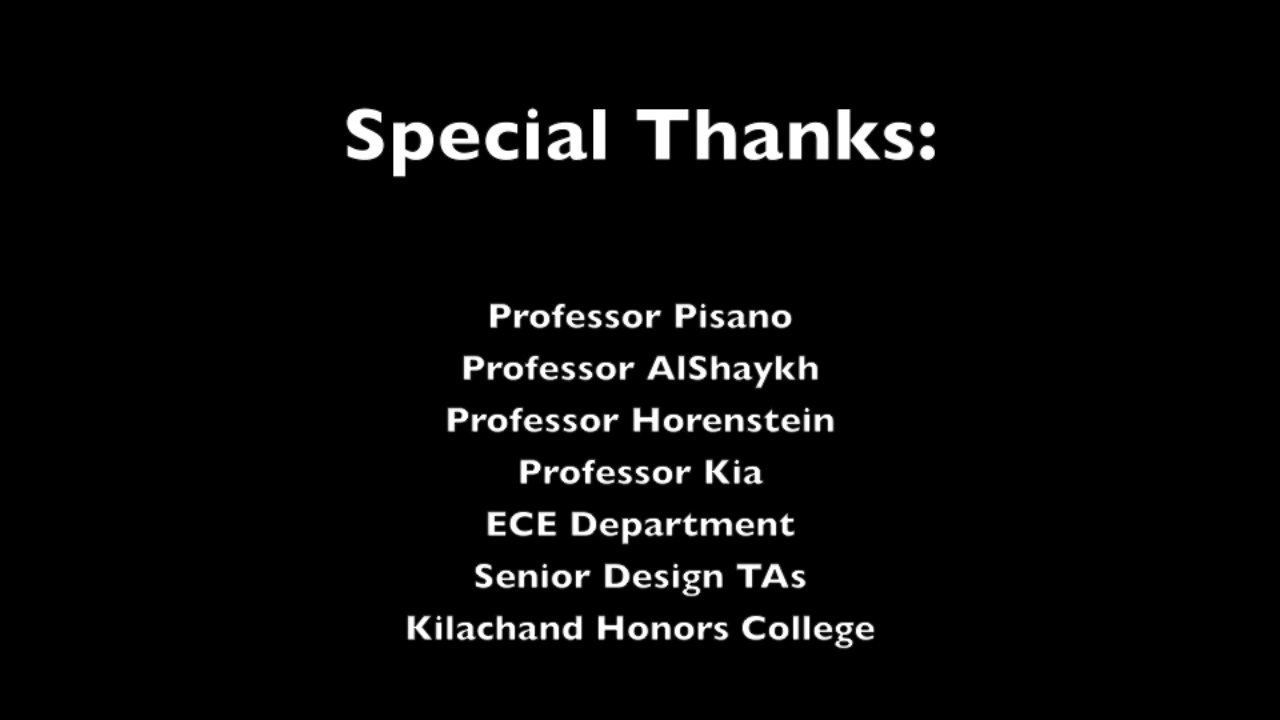 Special Thanks:
Professor Pisano
Professor AlShaykh
Professor Horenstein
Professor Kia
ECE Department
Senior Design TAs
Kilachand Honors College